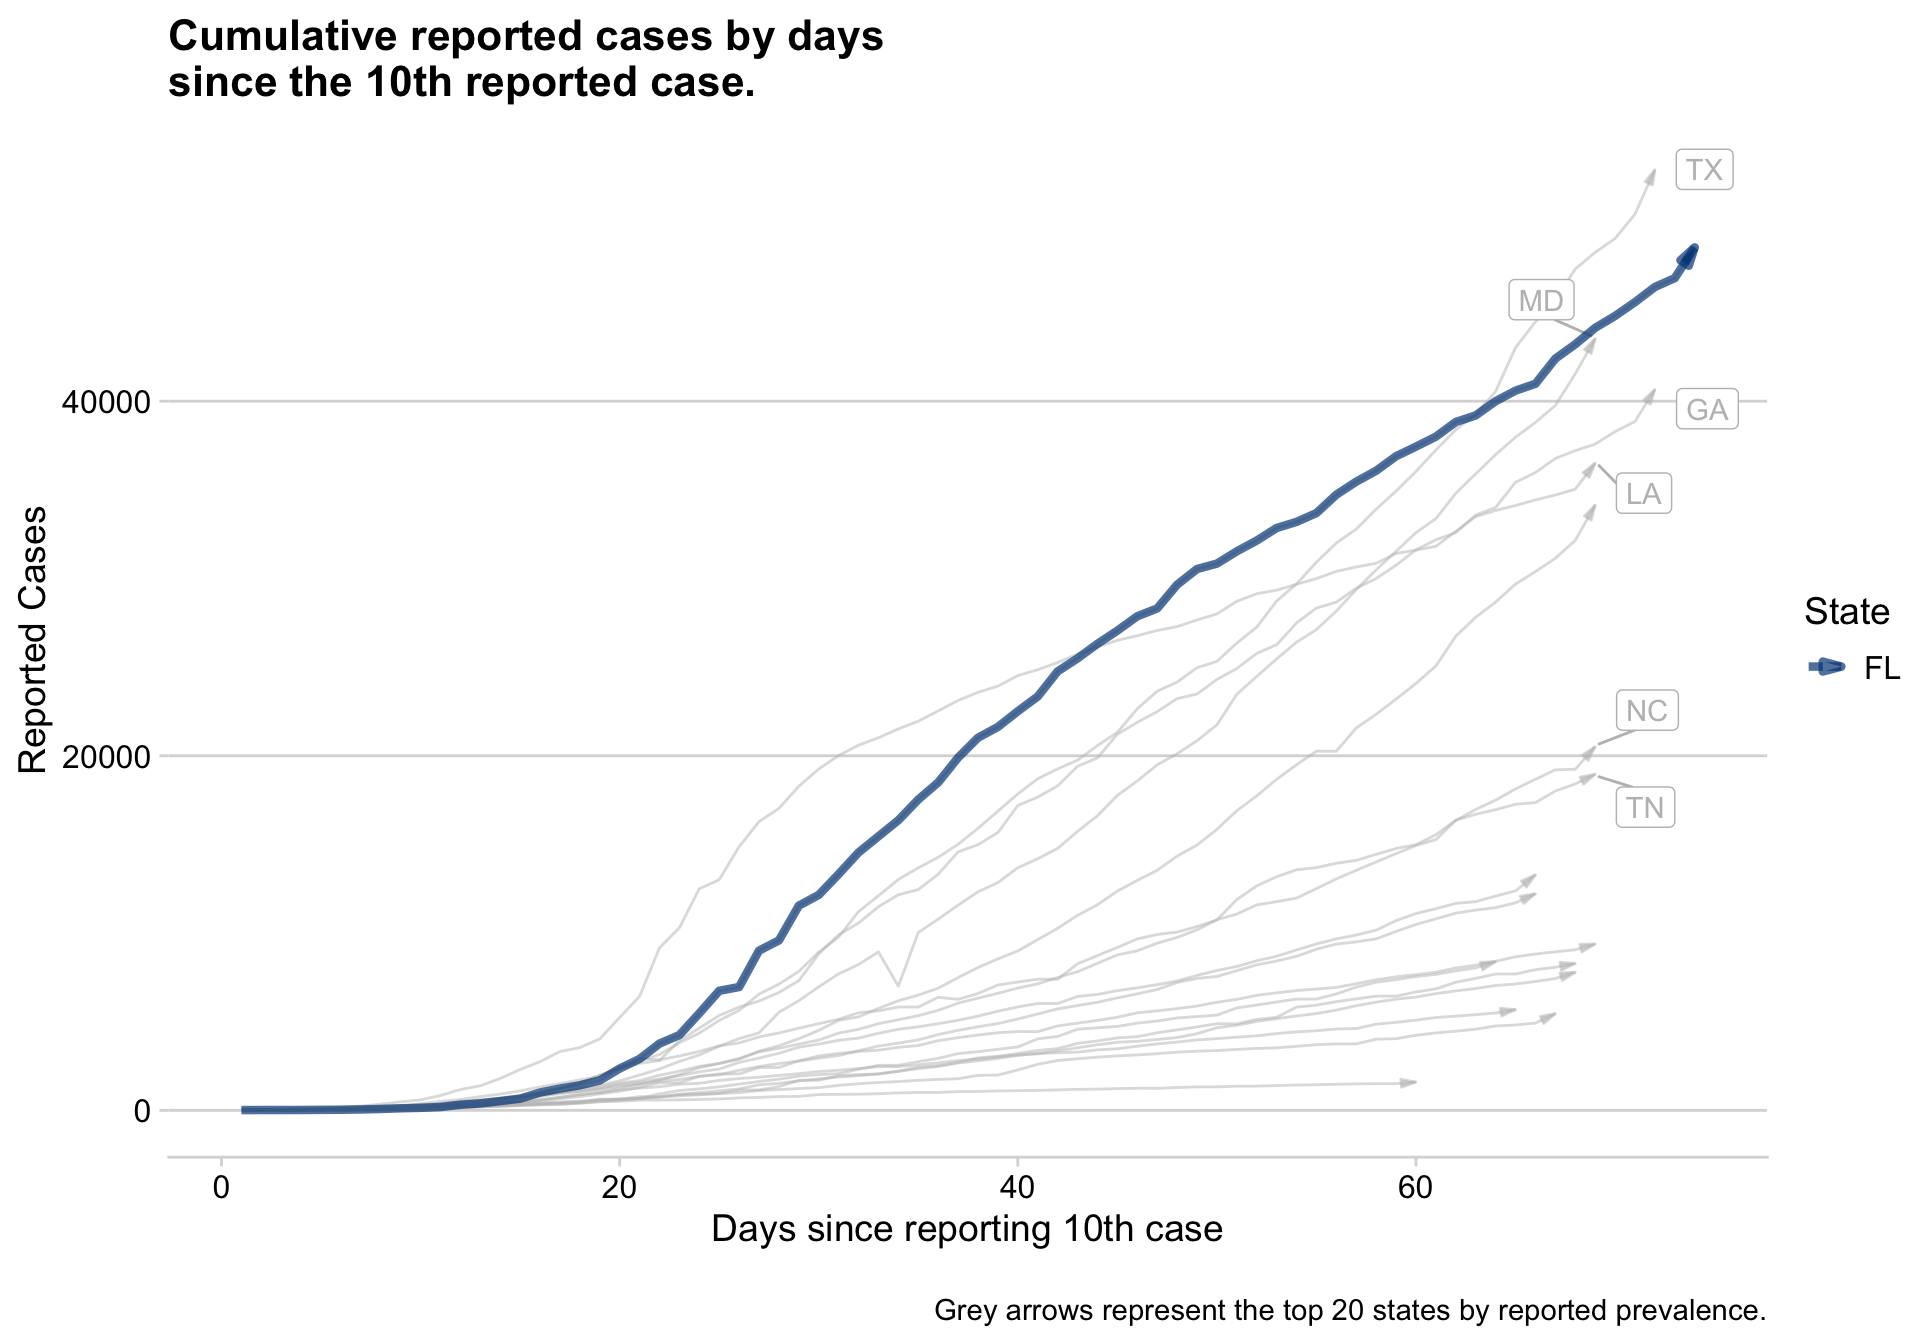 Cumulative reported cases by days
since the 10th reported case.
TX
MD
40000
GA
LA
Reported Cases
State
FL
NC
20000
TN
0
0 20 40 60
Days since reporting 10th case
Grey arrows represent the top 20 states by reported prevalence.